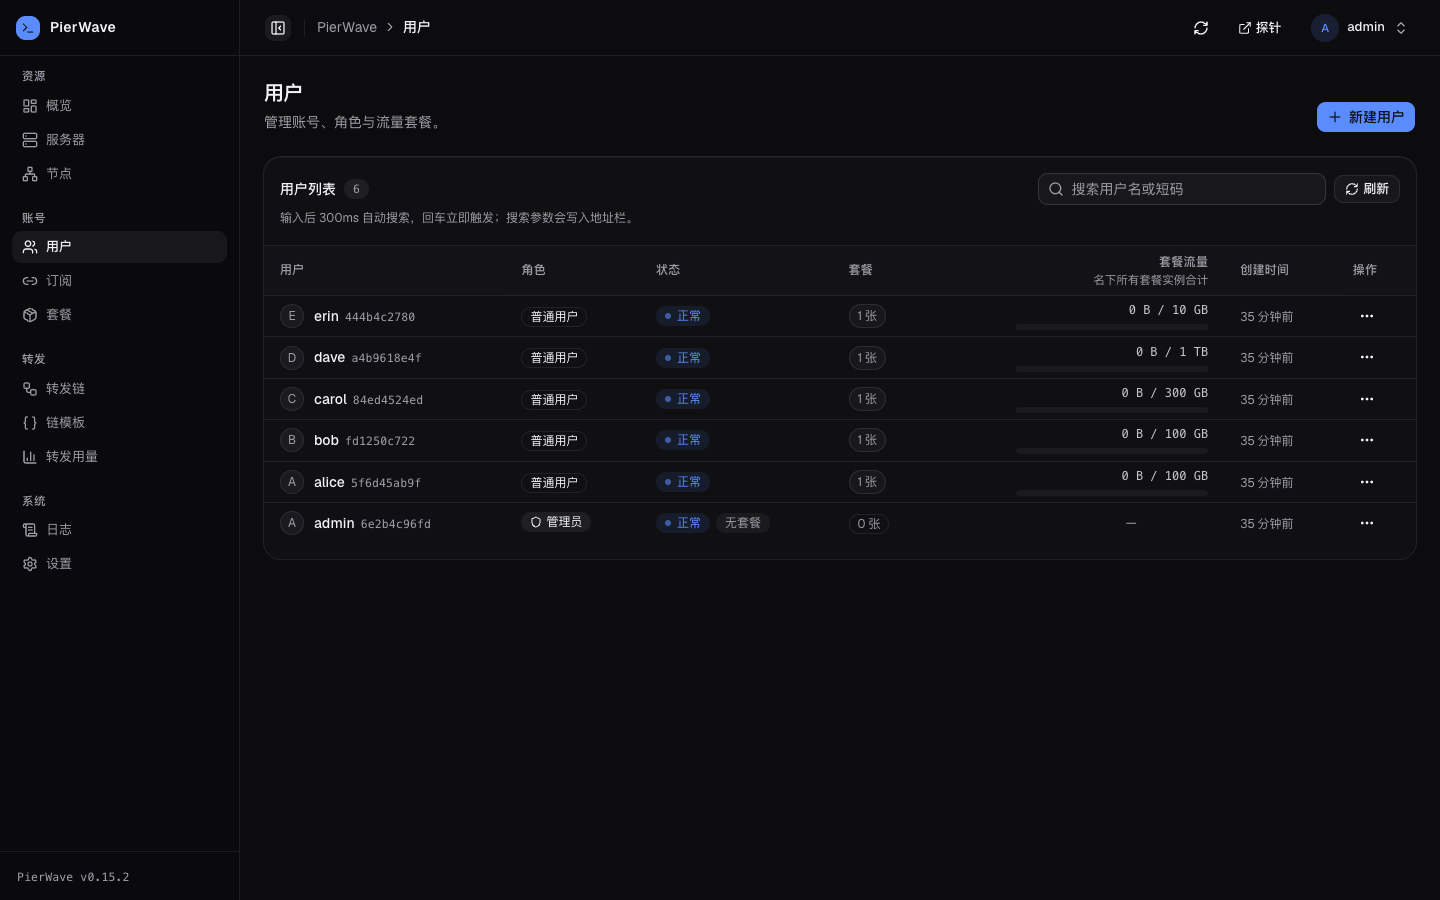 PierWave
资源
概览
服务器
节点
账号
用户
订阅
套餐
转发
转发链
链模板
转发用量
系统
日志
设置
PierWave v0.15.2
PierWave > 用户
探针
A admin
用户
管理账号、角色与流量套餐。
新建用户
用户列表 6
搜索用户名或短码
刷新
输入后 300ms 自动搜索，回车立即触发；搜索参数会写入地址栏。
用户 角色 状态 套餐 套餐流量 创建时间 操作
名下所有套餐实例合计
E erin 444b4c2780 普通用户 正常 1 张 0 B / 10 GB 35 分钟前
D dave a4b9618e4f 普通用户 正常 1 张 0 B / 1 TB 35 分钟前
C carol 84ed4524ed 普通用户 正常 1 张 0 B / 300 GB 35 分钟前
B bob fd1250c722 普通用户 正常 1 张 0 B / 100 GB 35 分钟前
A alice 5f6d45ab9f 普通用户 正常 1 张 0 B / 100 GB 35 分钟前
A admin 6e2b4c96fd 管理员 正常 无套餐 0 张 — 35 分钟前